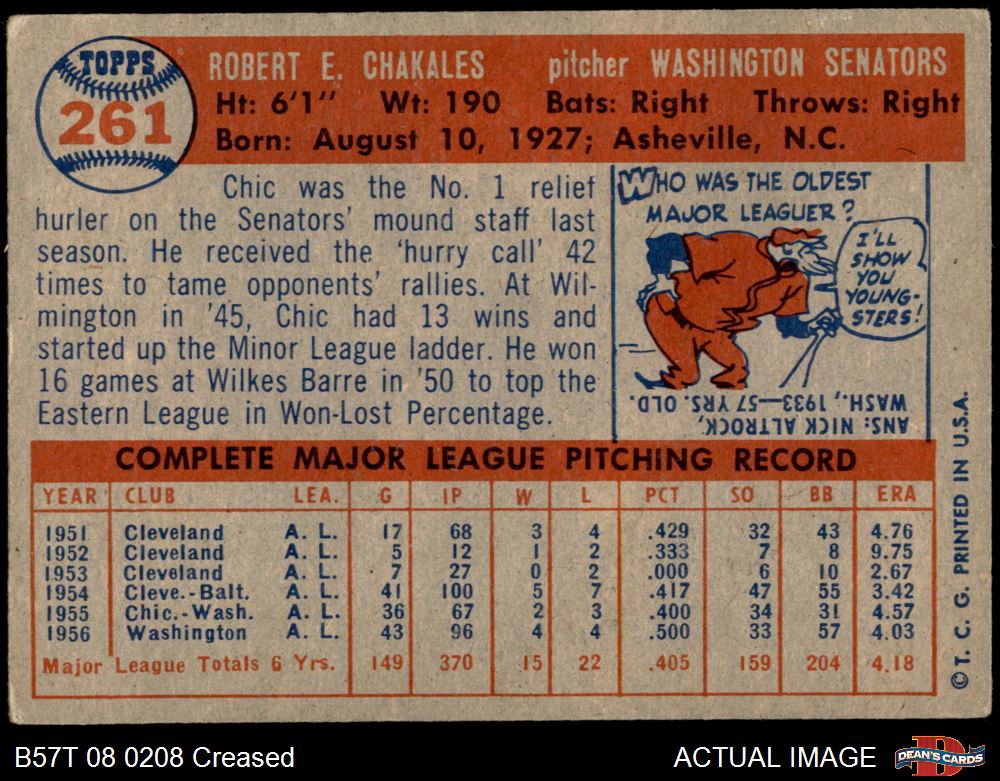 TOPPS
261
ROBERT E. CHAKALES pitcher WASHINGTON SENATORS
Ht: 6'1" Wt: 190 Bats: Right Throws: Right
Born: August 10, 1927; Asheville, N.C.
Chic was the No. 1 relief
hurler on the Senators' mound staff last
season. He received the 'hurry call' 42
times to tame opponents' rallies. At Wil-
mington in '45, Chic had 13 wins and
started up the Minor League ladder. He won
16 games at Wilkes Barre in '50 to top the
Eastern League in Won-Lost Percentage.
WHO WAS THE OLDEST
MAJOR LEAGUER?
I'LL
SHOW
YOU
YOUNG-
STERS!
ANS: NICK ALTROCK,
WASH., 1933—57 YRS. OLD.
COMPLETE MAJOR LEAGUE PITCHING RECORD
YEAR CLUB LEA. G IP W L PCT SO BB ERA
1951 Cleveland A. L. 17 68 3 4 .429 32 43 4.76
1952 Cleveland A. L. 5 12 1 2 .333 7 8 9.75
1953 Cleveland A. L. 7 27 0 2 .000 6 10 2.67
1954 Cleve.-Balt. A. L. 41 100 5 7 .417 47 55 3.42
1955 Chic.-Wash. A. L. 36 67 2 3 .400 34 31 4.57
1956 Washington A. L. 43 96 4 4 .500 33 57 4.03
Major League Totals 6 Yrs. 149 370 15 22 .405 159 204 4.18
©T. C. G. PRINTED IN U.S.A.
B57T 08 0208 Creased
ACTUAL IMAGE
DEAN'S CARDS